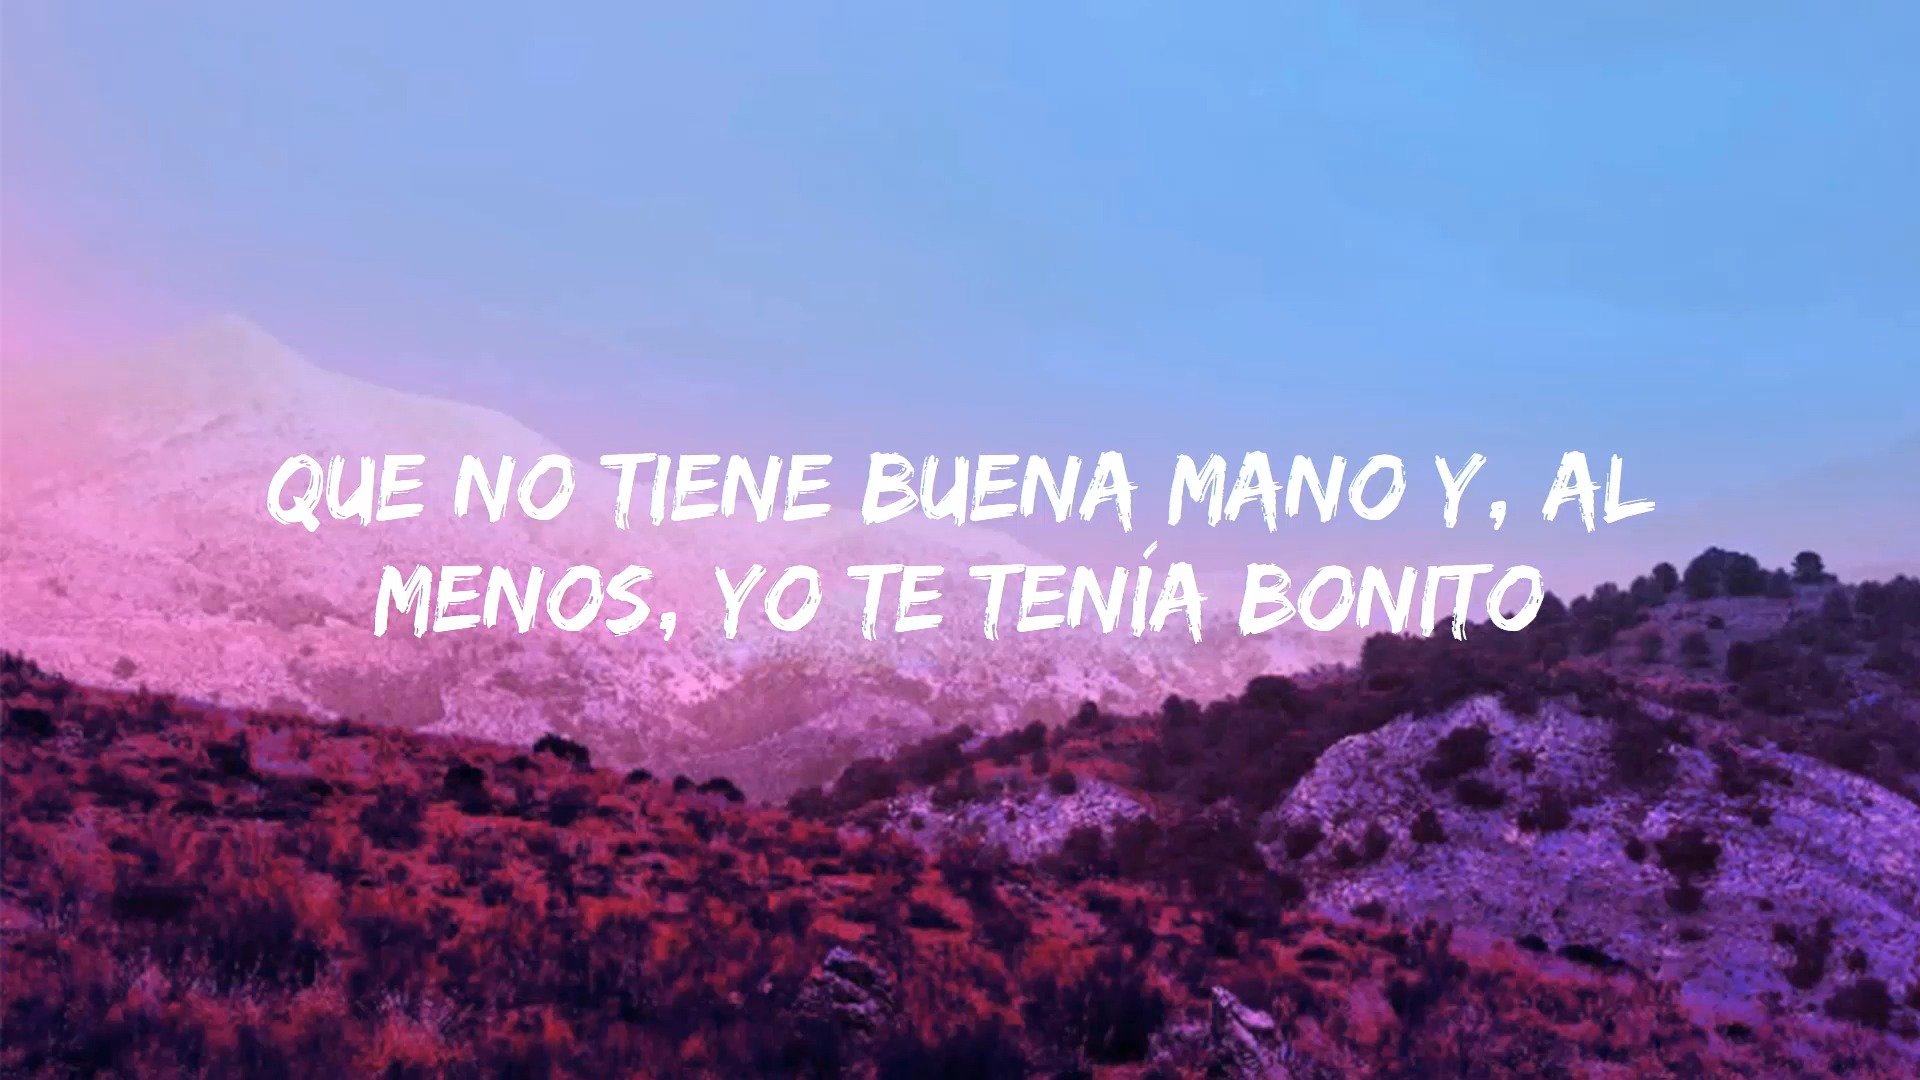 QUE NO TIENE BUENA MANO Y, AL
MENOS, YO TE TENÍA BONITO